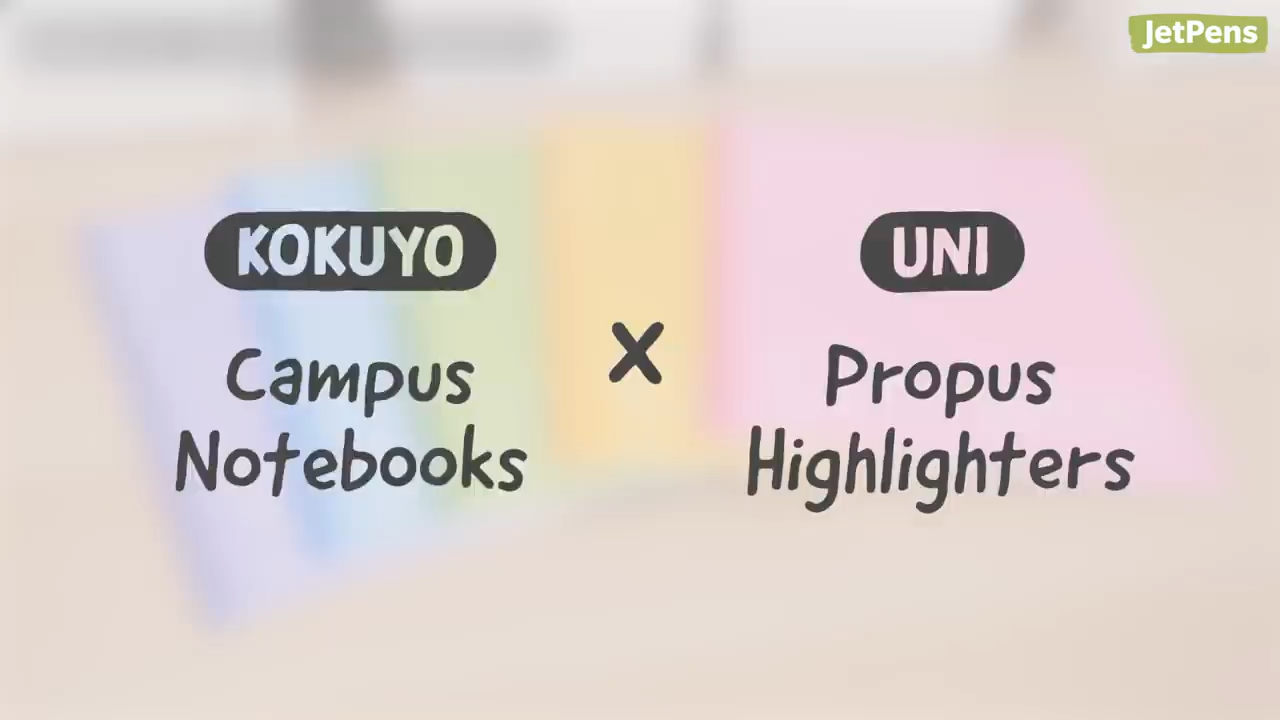 JetPens
KOKUYO
Campus
Notebooks
x
UNI
Propus
Highlighters